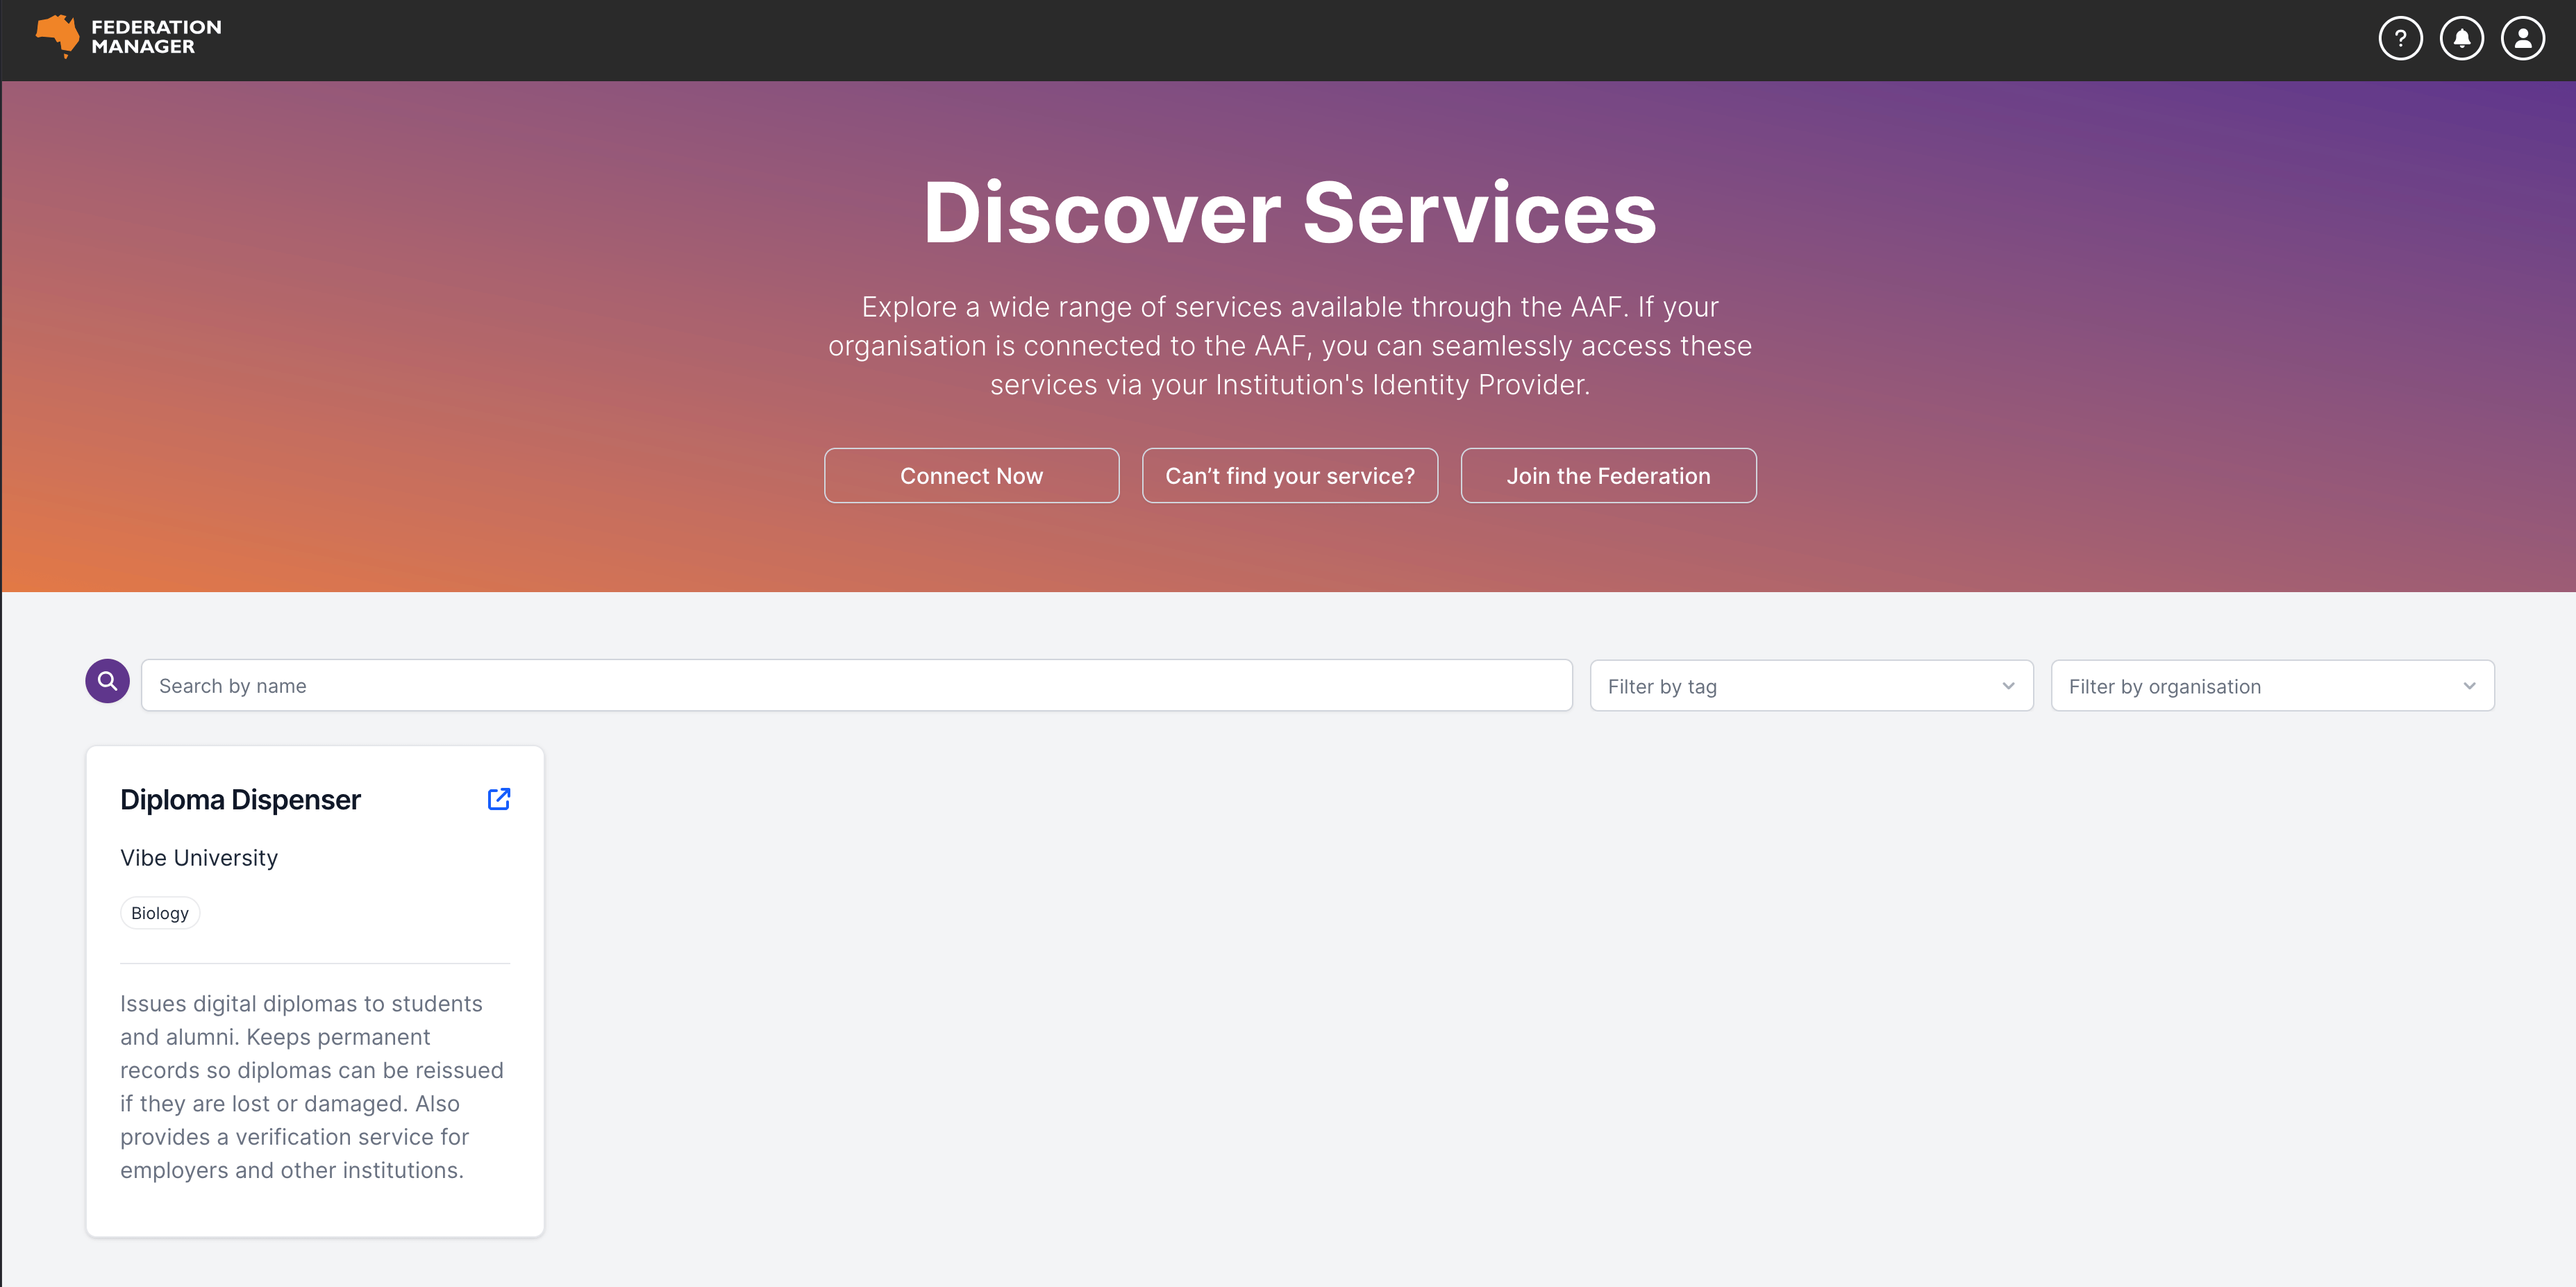 FEDERATION
MANAGER
?
Discover Services
Explore a wide range of services available through the AAF. If your
organisation is connected to the AAF, you can seamlessly access these
services via your Institution's Identity Provider.
Connect Now
Can’t find your service?
Join the Federation
Search by name
Filter by tag
Filter by organisation
Diploma Dispenser
Vibe University
Biology
Issues digital diplomas to students
and alumni. Keeps permanent
records so diplomas can be reissued
if they are lost or damaged. Also
provides a verification service for
employers and other institutions.